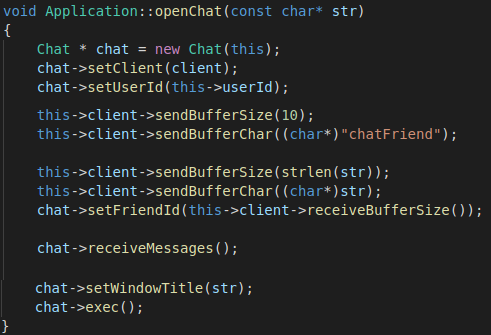 void Application::openChat(const char* str)
{
    Chat * chat = new Chat(this);
    chat->setClient(client);
    chat->setUserId(this->userId);
    this->client->sendBufferSize(10);
    this->client->sendBufferChar((char*)"chatFriend");
    this->client->sendBufferSize(strlen(str));
    this->client->sendBufferChar((char*)str);
    chat->setFriendId(this->client->receiveBufferSize());
    chat->receiveMessages();
    chat->setWindowTitle(str);
    chat->exec();
}